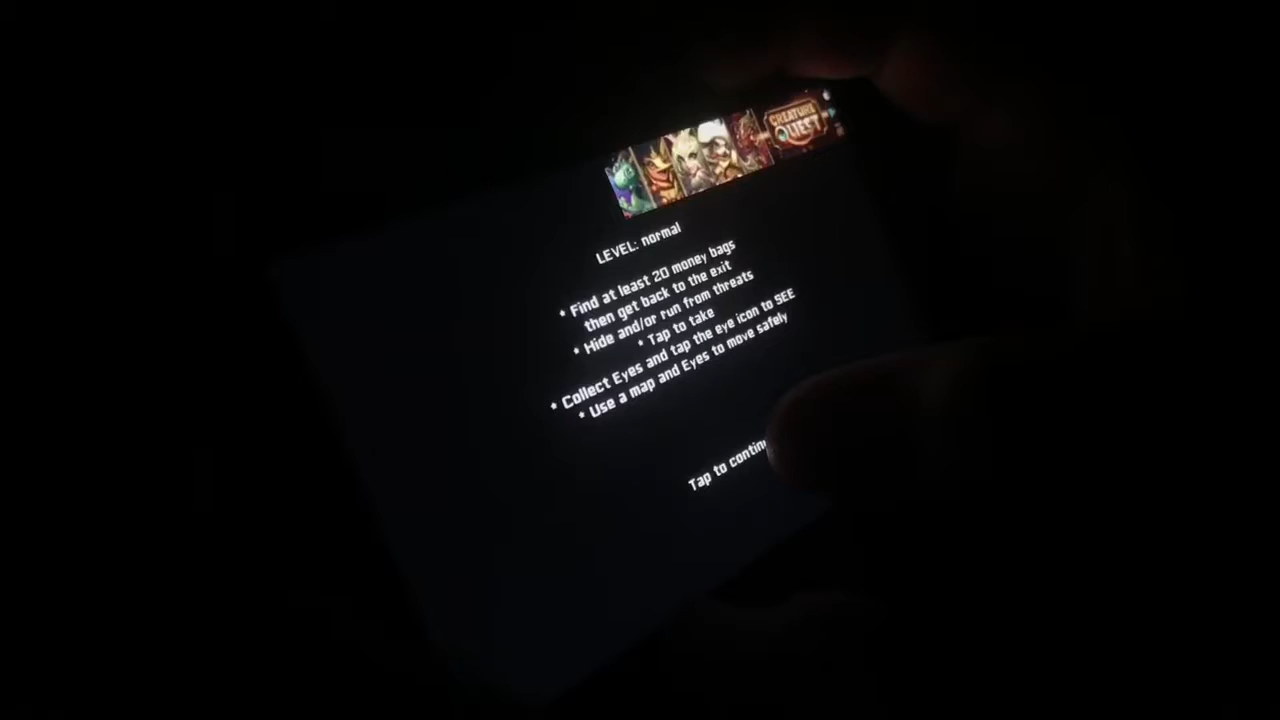 CREATURE
QUEST
LEVEL: normal
* Find at least 20 money bags
then get back to the exit
* Hide and/or run from threats
* Tap to take
* Collect Eyes and tap the eye icon to SEE
* Use a map and Eyes to move safely
Tap to contin